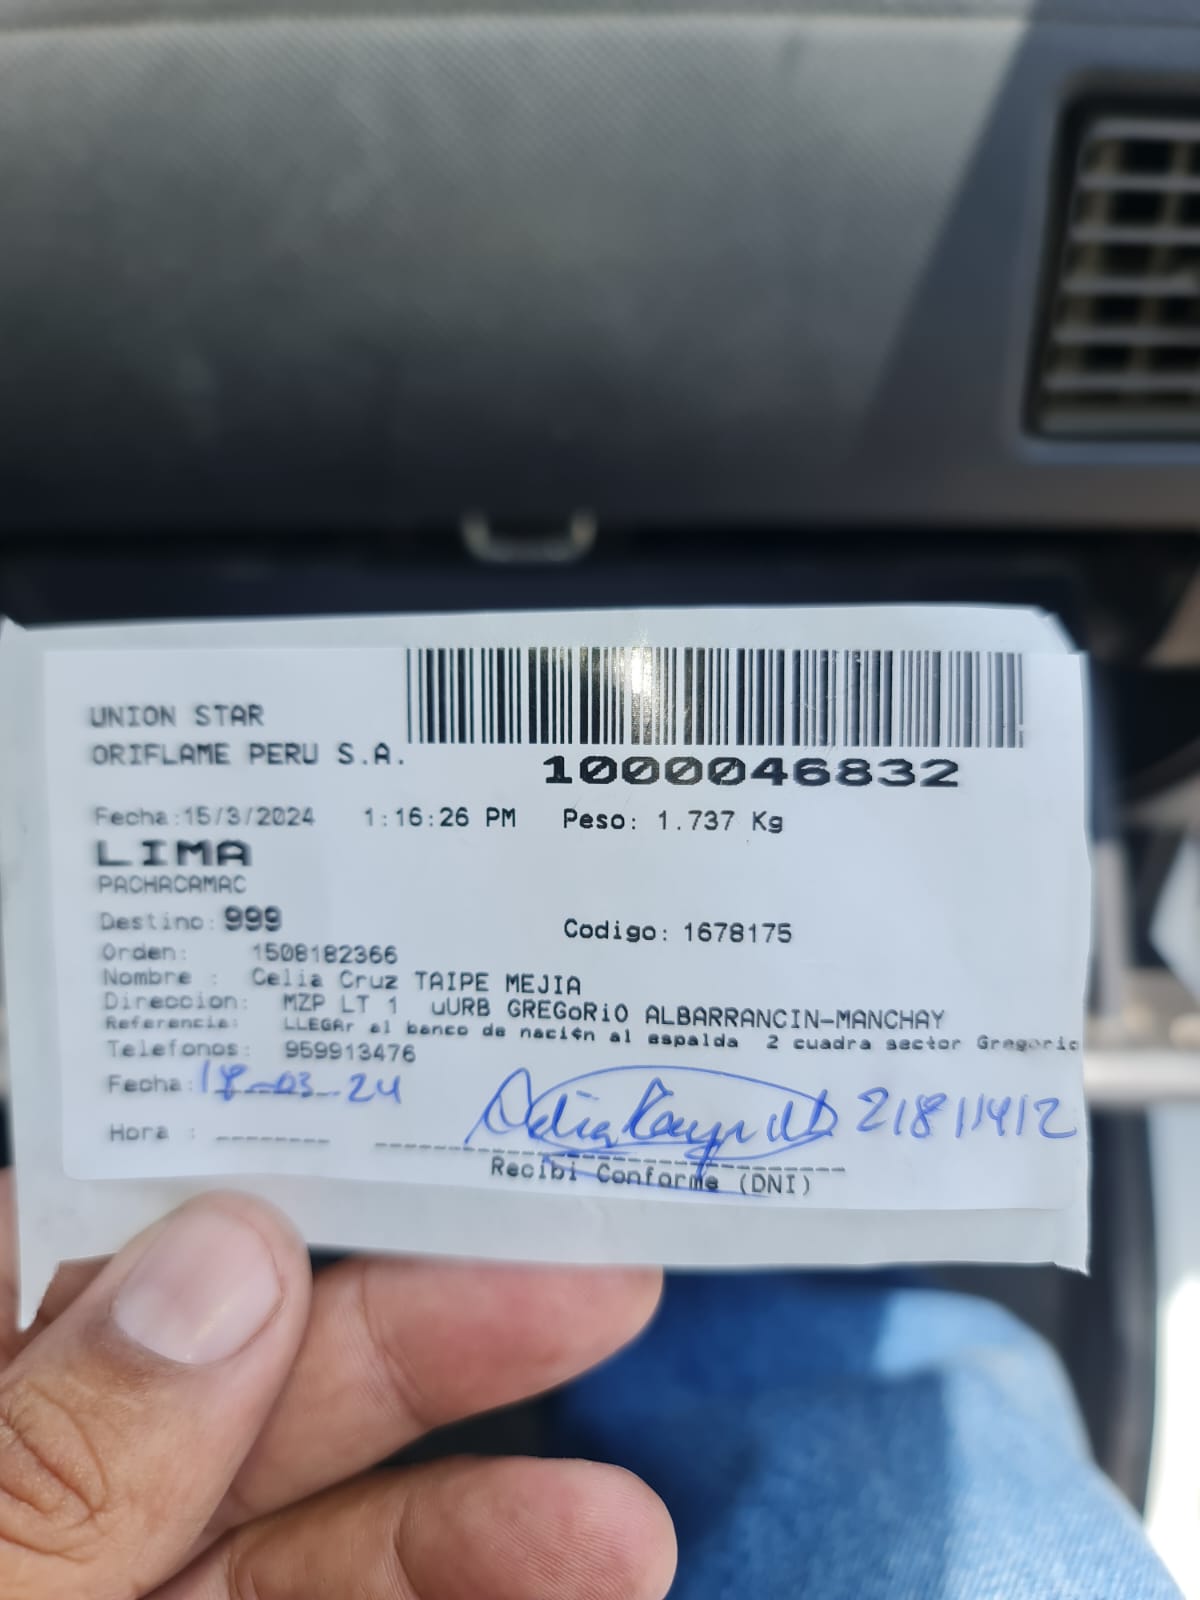 UNION STAR
ORIFLAME PERU S.A.
1000046832
Fecha:15/3/2024 1:16:26 PM Peso: 1.737 Kg
LIMA
PACHACAMAC
Destino: 999 Codigo: 1678175
Orden: 1508182366
Nombre : Celia Cruz TAIPE MEJIA
Direccion: MZP LT 1 uURB GREGoRiO ALBARRANCIN-MANCHAY
Referencia: LLEGAr al banco de naci¢n al espalda 2 cuadra sector Gregorio
Telefonos: 959913476
Fecha: -03-24
Hora :
21811412
Recibi Conforme (DNI)